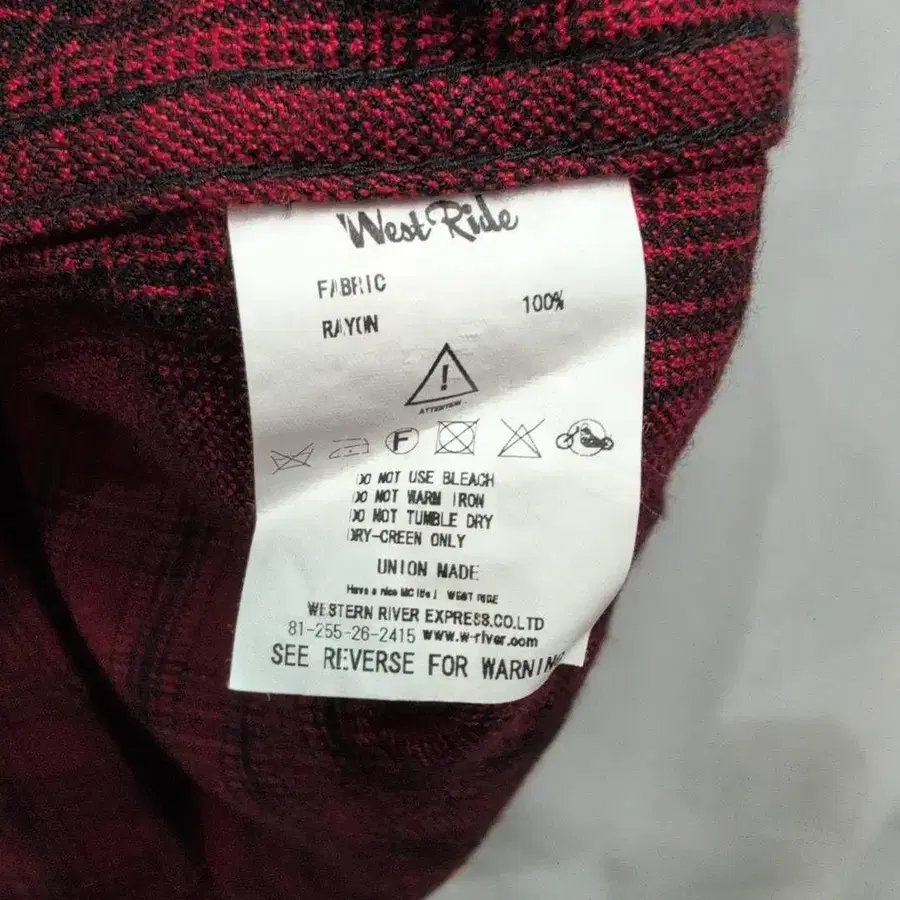 West Ride
FABRIC
RAYON 100%
!
ATTENTION
F
DO NOT USE BLEACH
DO NOT WARM IRON
DO NOT TUMBLE DRY
DRY-CREEN ONLY
UNION MADE
Have a nice MC life! WEST RIDE
WESTERN RIVER EXPRESS.CO.LTD
81-255-26-2415 www.w-river.com
SEE REVERSE FOR WARNIN